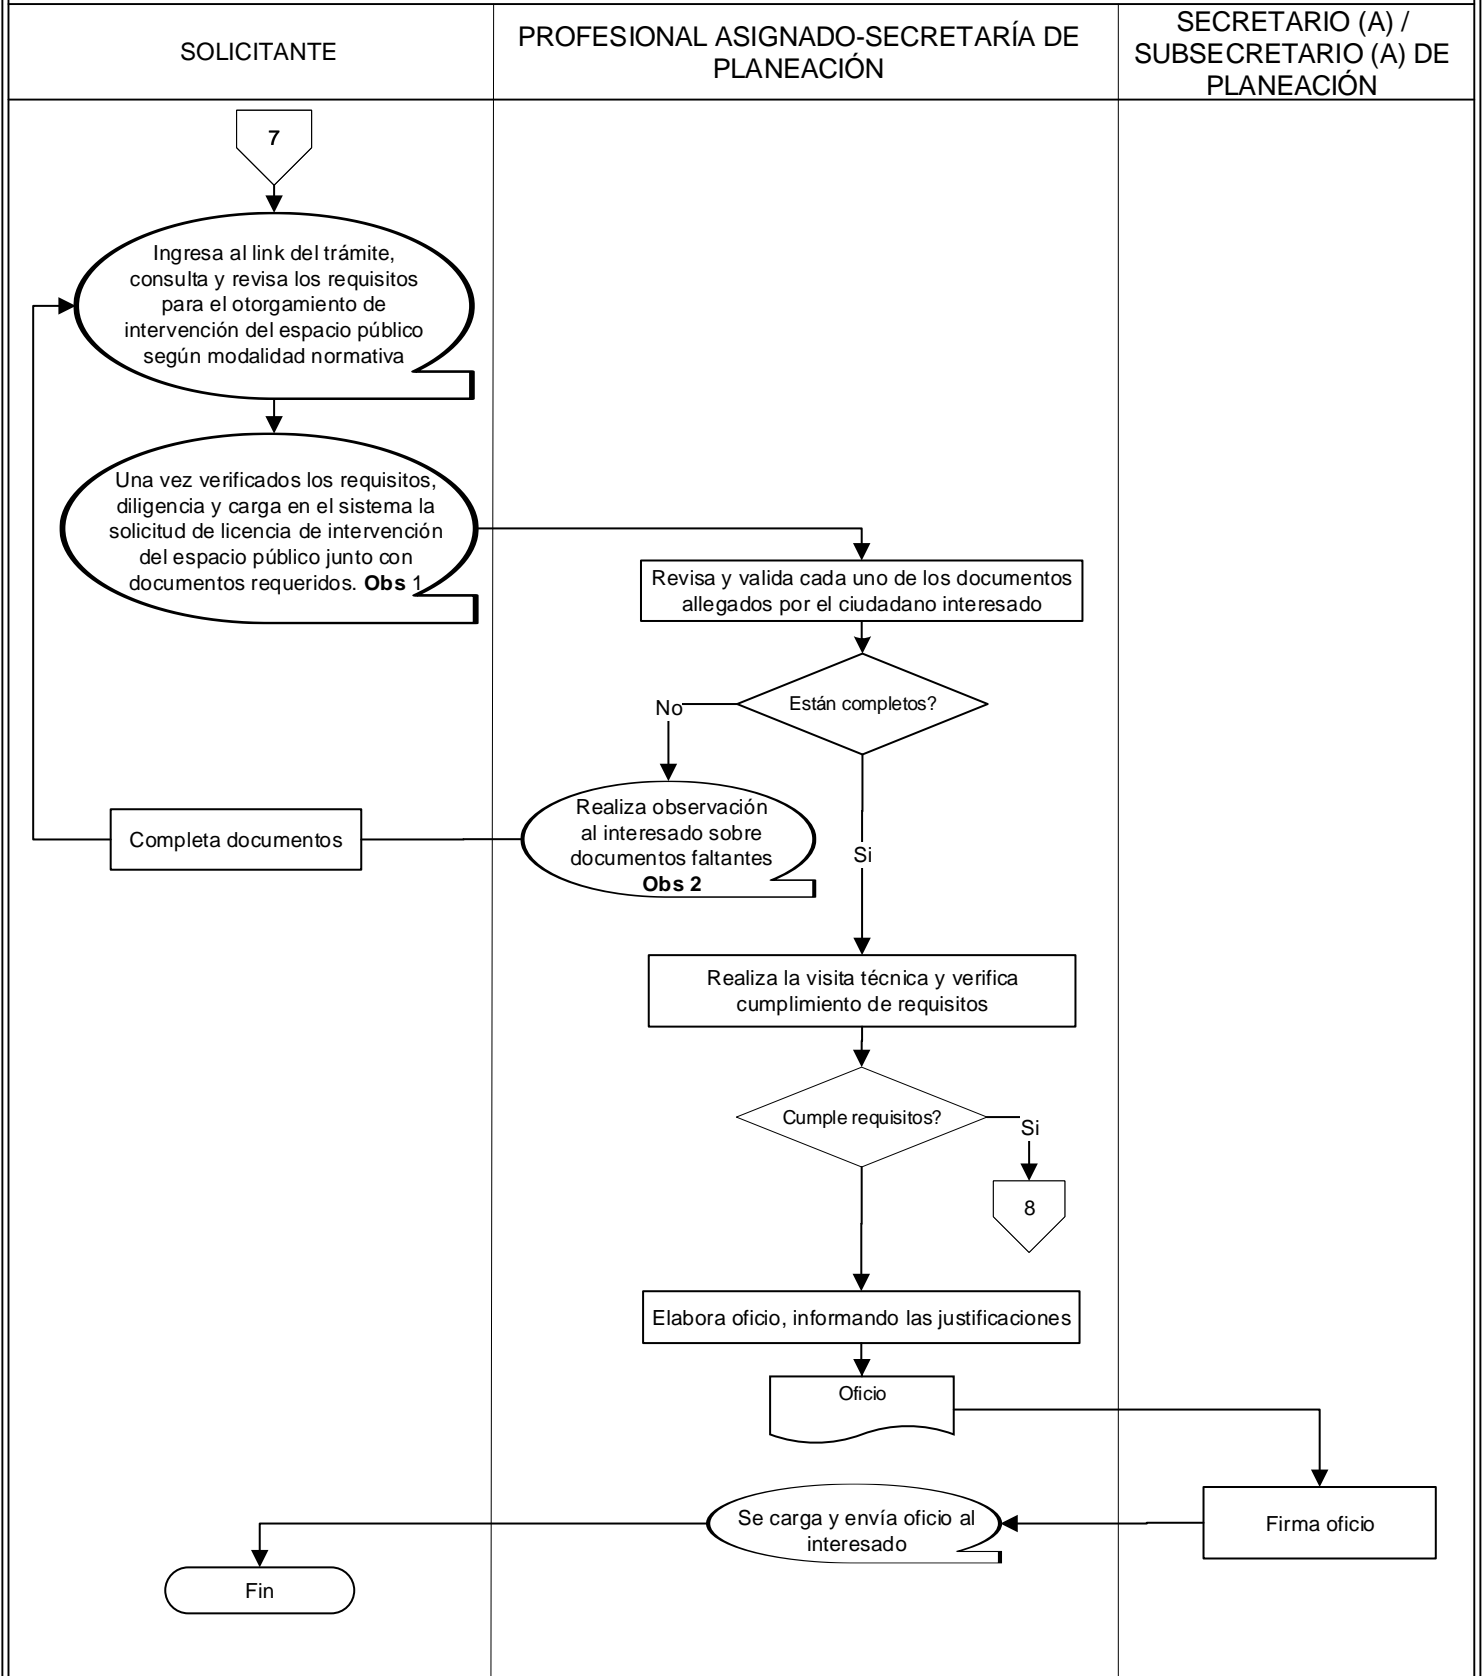 SOLICITANTE
PROFESIONAL ASIGNADO-SECRETARÍA DE
PLANEACIÓN
SECRETARIO (A) /
SUBSECRETARIO (A) DE
PLANEACIÓN
7
Ingresa al link del trámite,
consulta y revisa los requisitos
para el otorgamiento de
intervención del espacio público
según modalidad normativa
Una vez verificados los requisitos,
diligencia y carga en el sistema la
solicitud de licencia de intervención
del espacio público junto con
documentos requeridos. Obs 1
Revisa y valida cada uno de los documentos
allegados por el ciudadano interesado
Están completos?
No
Realiza observación
al interesado sobre
documentos faltantes
Obs 2
Completa documentos
Si
Realiza la visita técnica y verifica
cumplimiento de requisitos
Cumple requisitos?
Si
8
Elabora oficio, informando las justificaciones
Oficio
Firma oficio
Se carga y envía oficio al
interesado
Fin